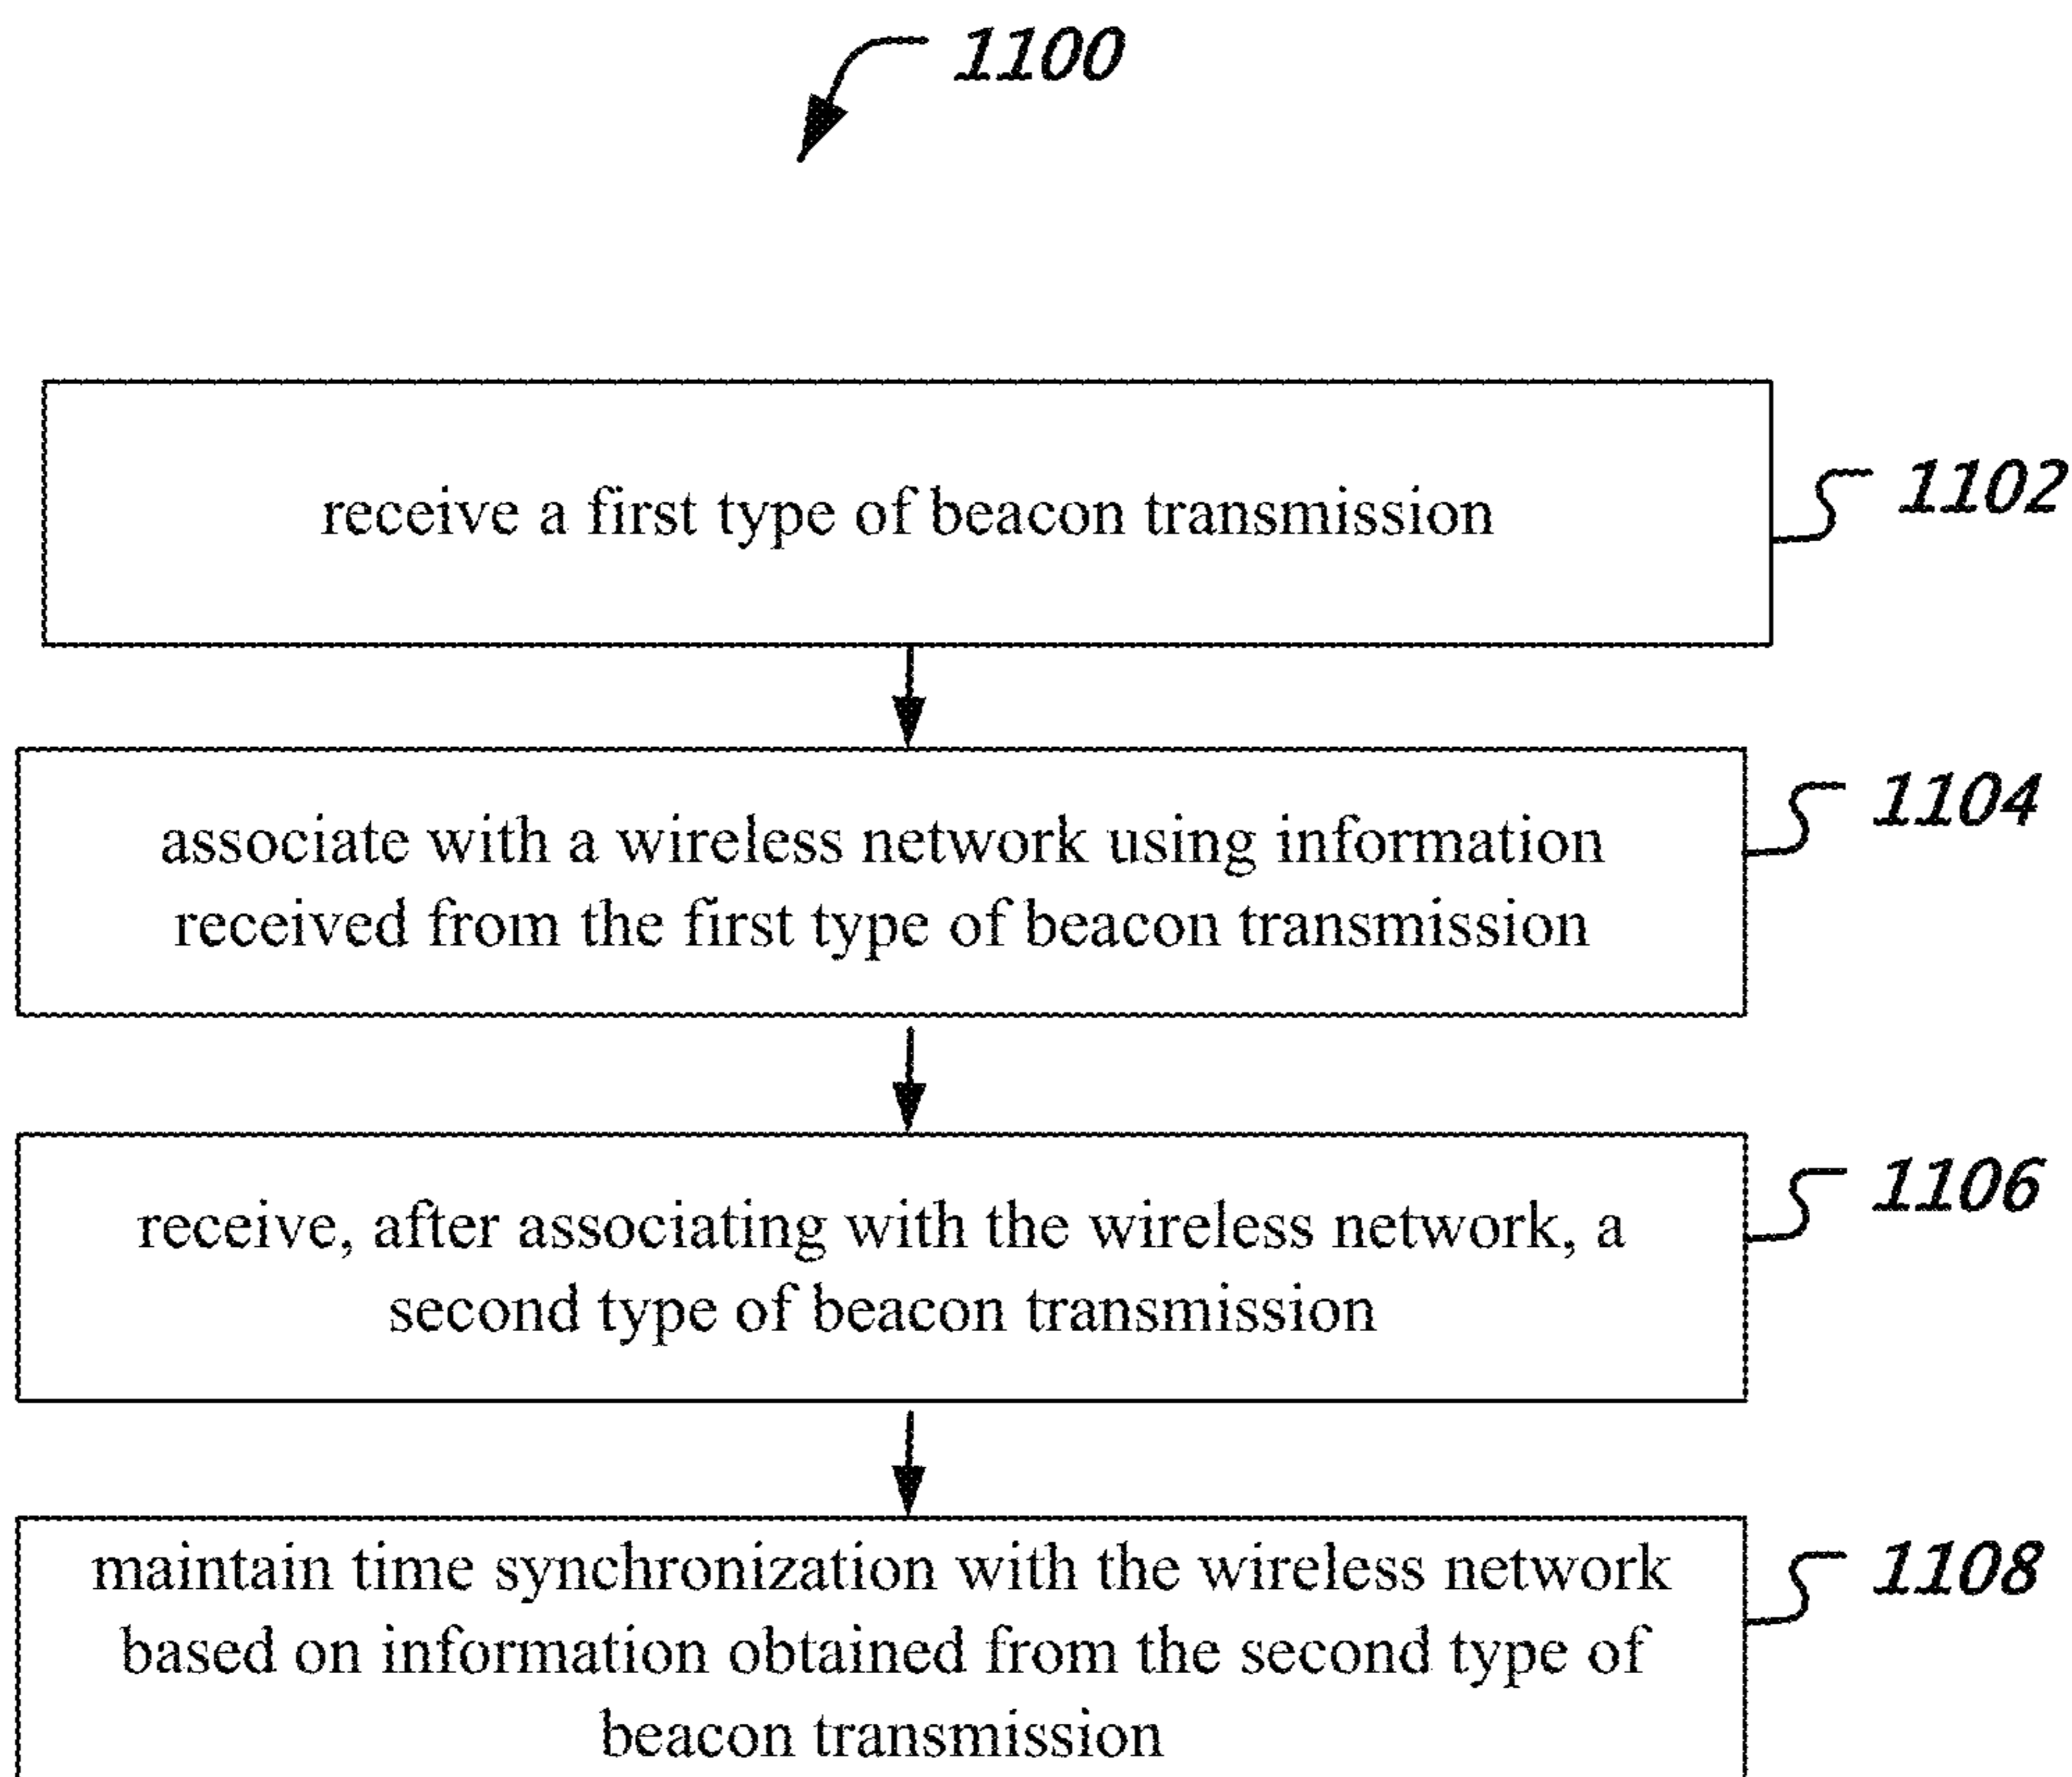 1100
receive a first type of beacon transmission
1102
associate with a wireless network using information
received from the first type of beacon transmission
1104
receive, after associating with the wireless network, a
second type of beacon transmission
1106
maintain time synchronization with the wireless network
based on information obtained from the second type of
beacon transmission
1108